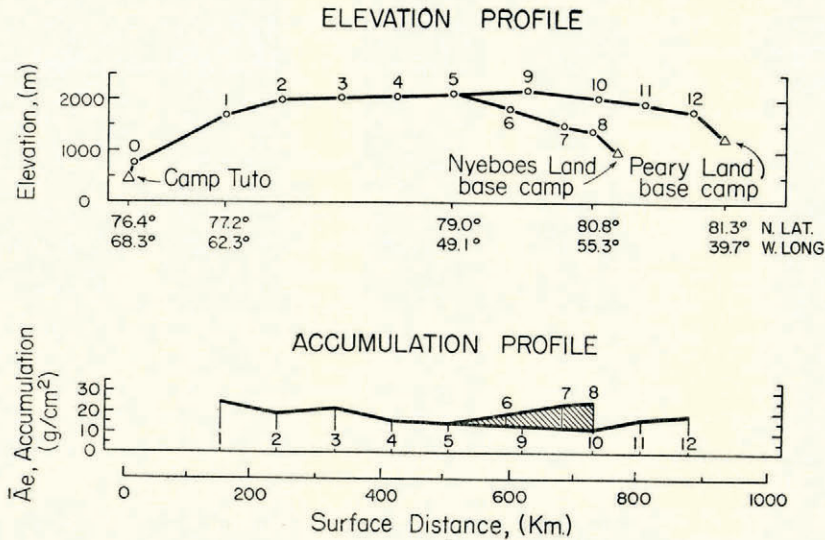 ELEVATION PROFILE
Elevation, (m)
2000
1000
0
0
1
2
3
4
5
9
10
11
12
6
7
8
Camp Tuto
Nyeboes Land
base camp
Peary Land
base camp
76.4° 77.2° 79.0° 80.8° 81.3° N. LAT.
68.3° 62.3° 49.1° 55.3° 39.7° W. LONG
ACCUMULATION PROFILE
A̅e, Accumulation
(g/cm²)
30
20
10
0
6 7 8
1 2 3 4 5 9 10 11 12
0 200 400 600 800 1000
Surface Distance, (Km.)